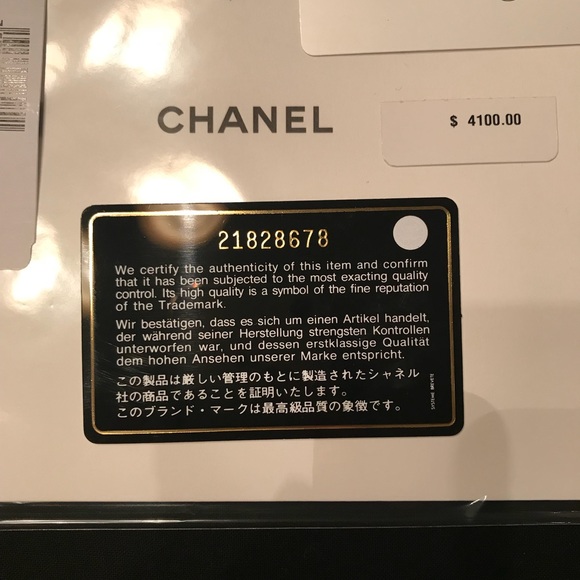 CHANEL
$ 4100.00
21828678
We certify the authenticity of this item and confirm
that it has been subjected to the most exacting quality
control. Its high quality is a symbol of the fine reputation
of the Trademark.
Wir bestätigen, dass es sich um einen Artikel handelt,
der während seiner Herstellung strengsten Kontrollen
unterworfen war, und dessen erstklassige Qualität
dem hohen Ansehen unserer Marke entspricht.
この製品は厳しい管理のもとに製造されたシャネル
社の商品であることを証明いたします。
このブランド・マークは最高級品質の象徴です。
SYSTEME BREVETE